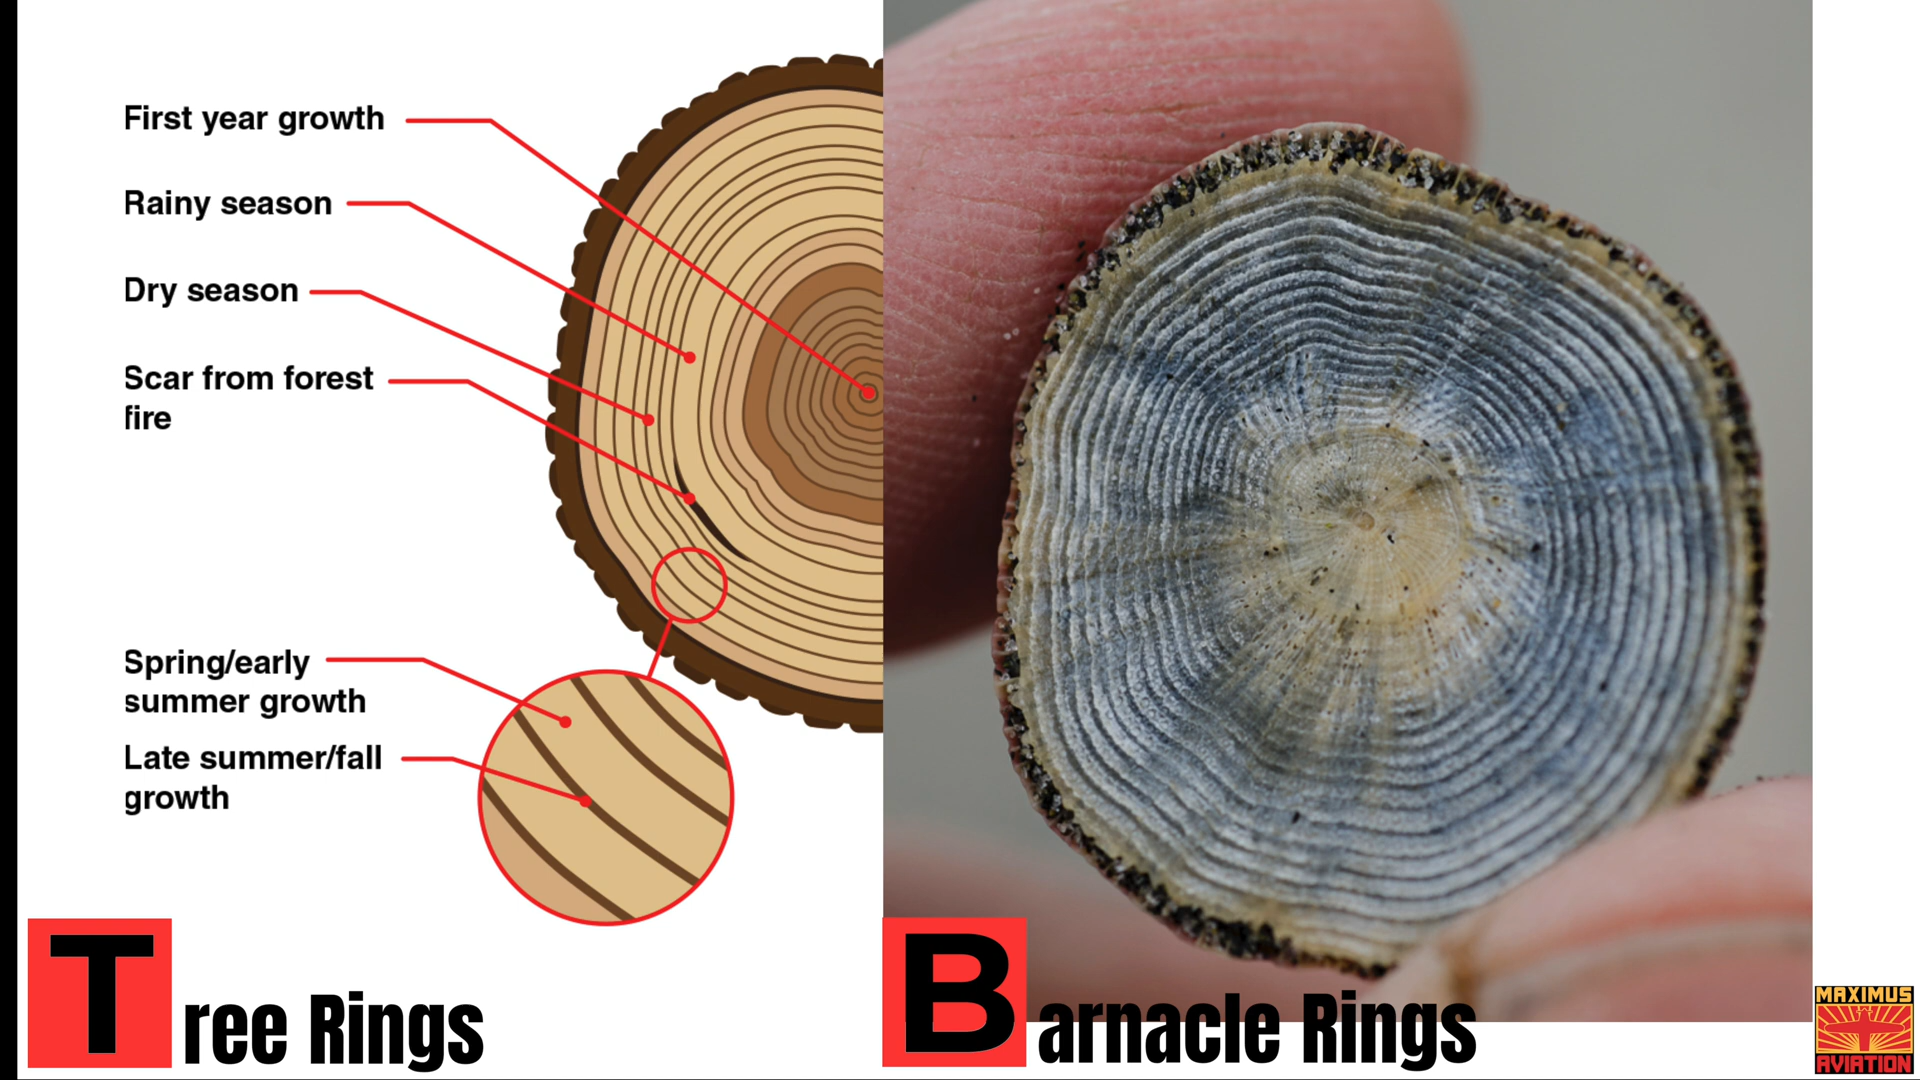 First year growth
Rainy season
Dry season
Scar from forest
fire
Spring/early
summer growth
Late summer/fall
growth
Tree Rings
Barnacle Rings
MAXIMUS
AVIATION